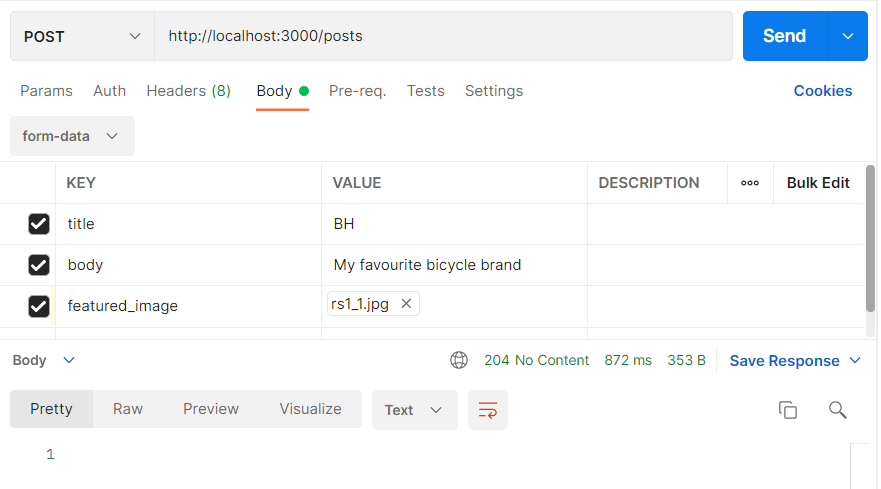 POST http://localhost:3000/posts Send
Params Auth Headers (8) Body Pre-req. Tests Settings Cookies
form-data
KEY VALUE DESCRIPTION Bulk Edit
title BH
body My favourite bicycle brand
featured_image rs1_1.jpg
Body 204 No Content 872 ms 353 B Save Response
Pretty Raw Preview Visualize Text
1